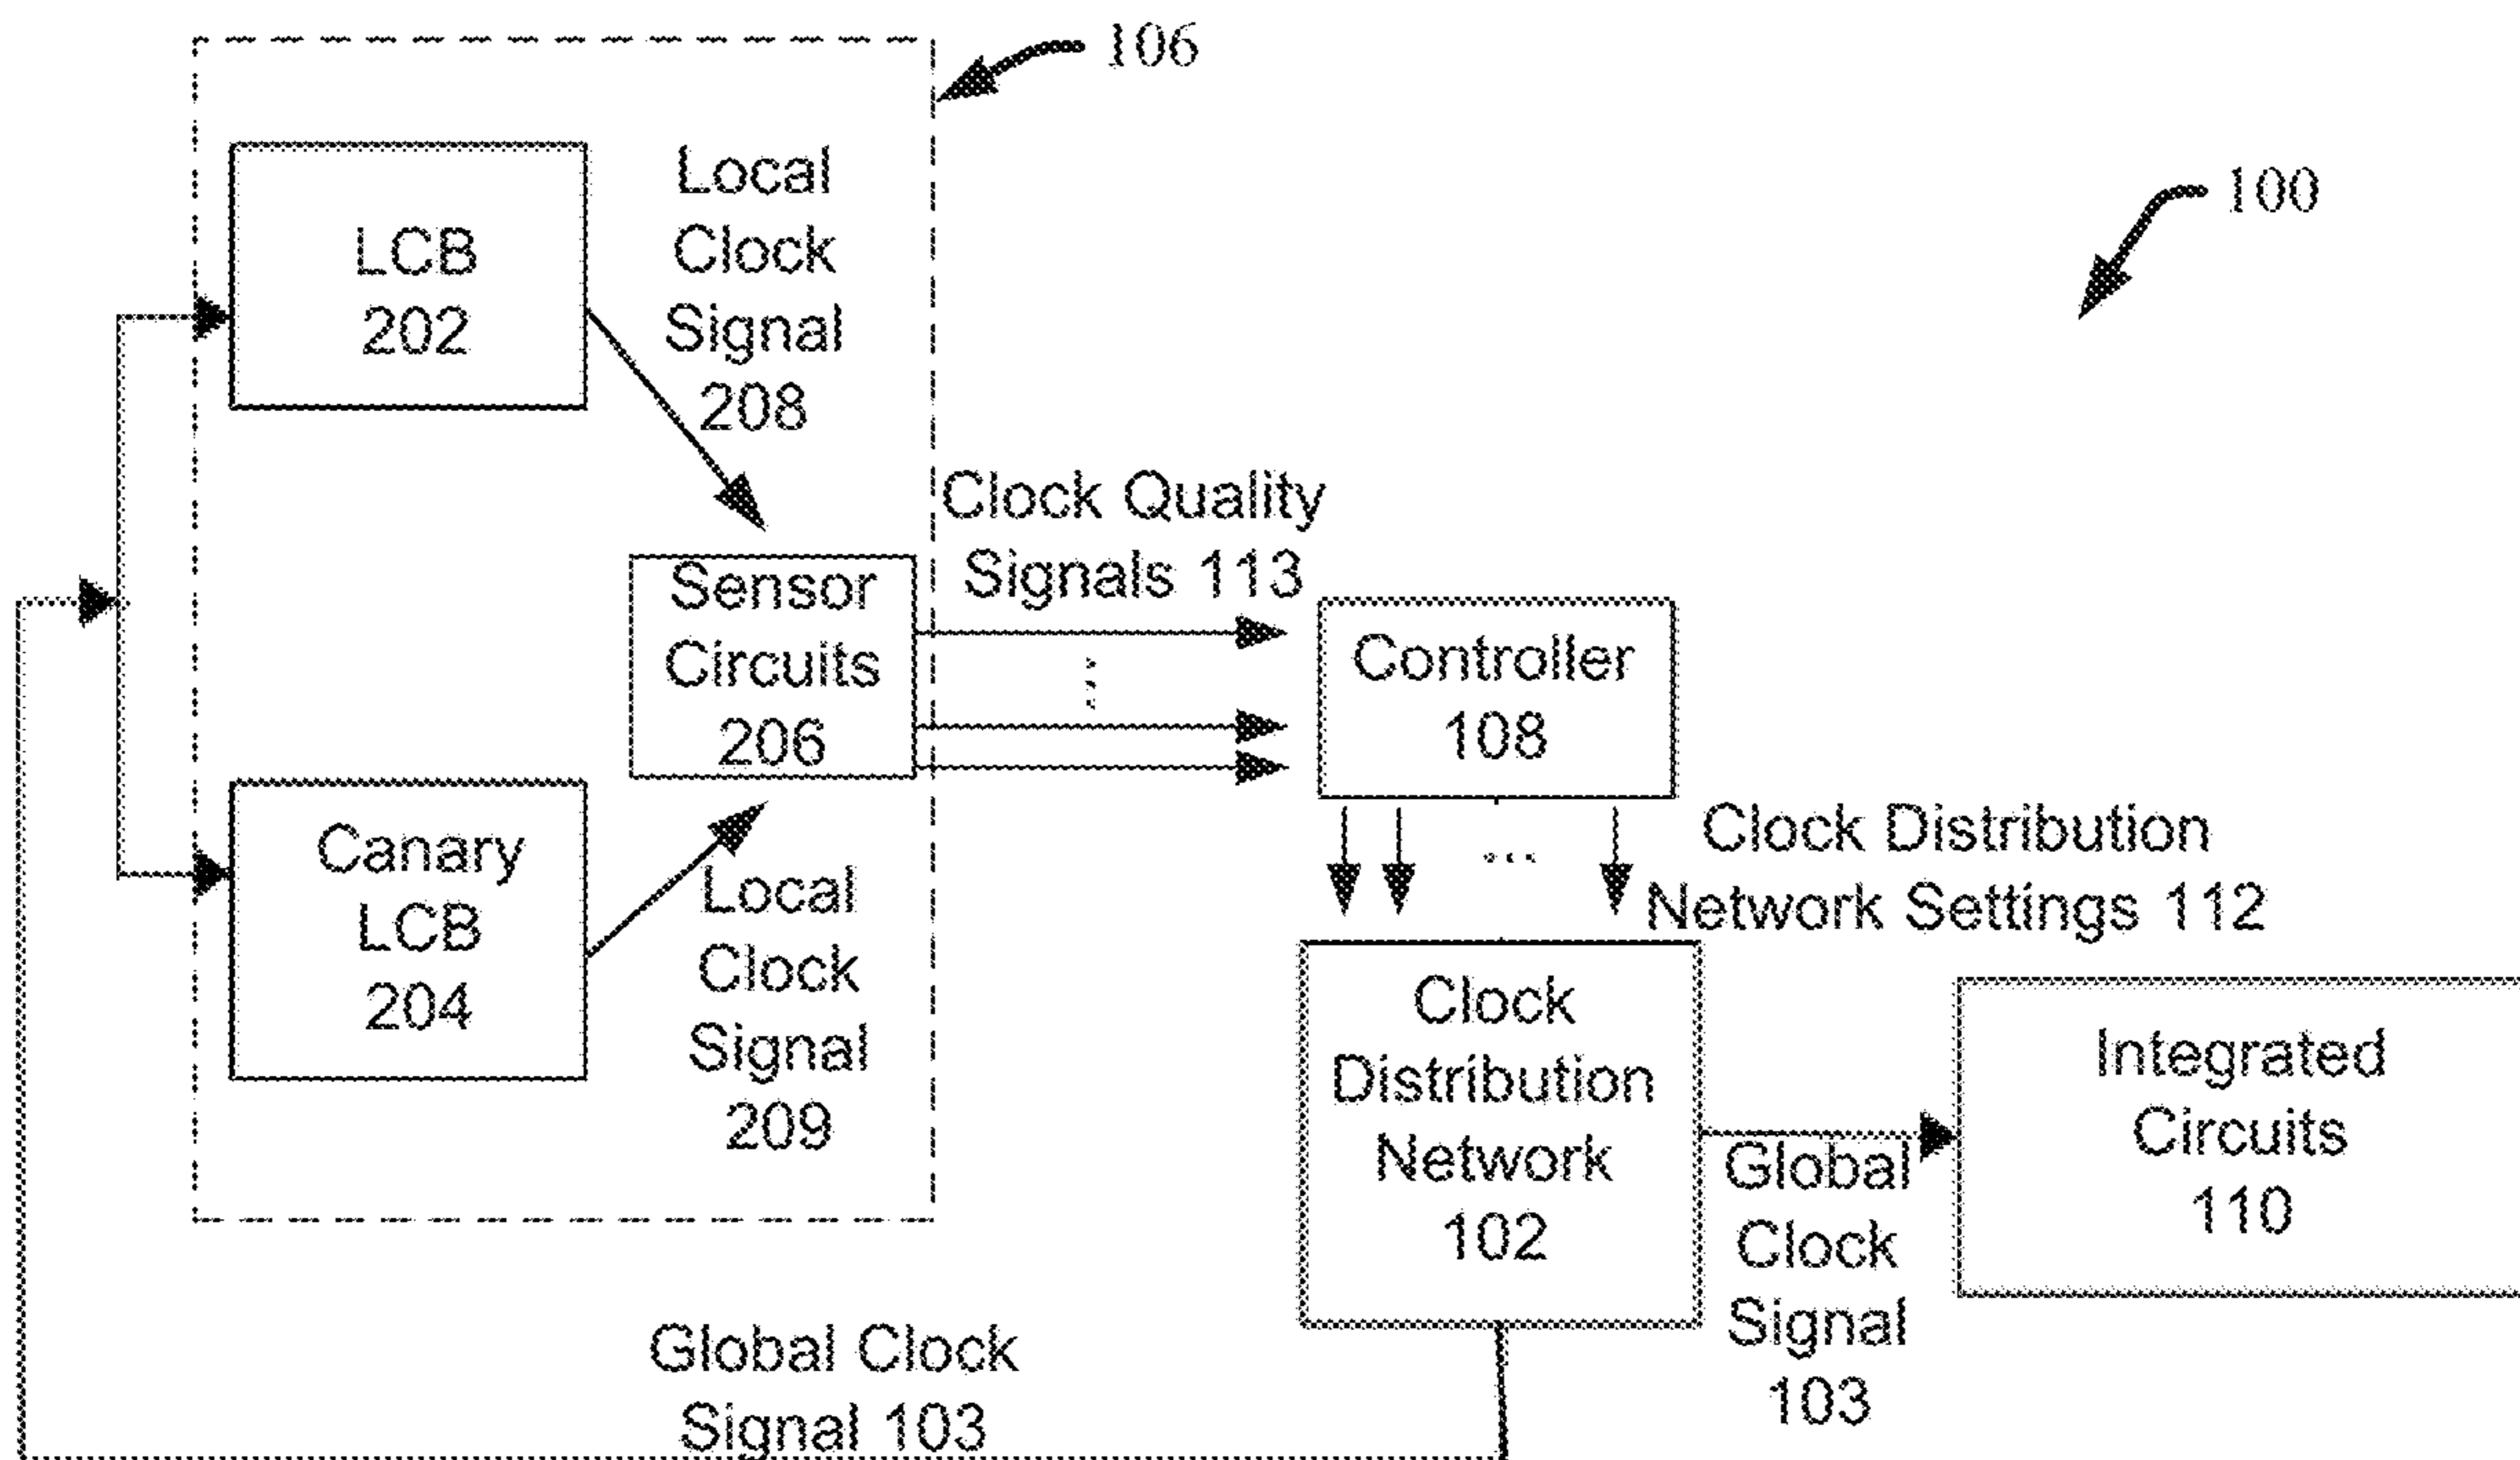 106
100
LCB
202
Local
Clock
Signal
208
Clock Quality
Signals 113
Sensor
Circuits
206
Controller
108
Canary
LCB
204
Local
Clock
Signal
209
Clock Distribution
Network Settings 112
Clock
Distribution
Network
102
Global
Clock
Signal
103
Integrated
Circuits
110
Global Clock
Signal 103